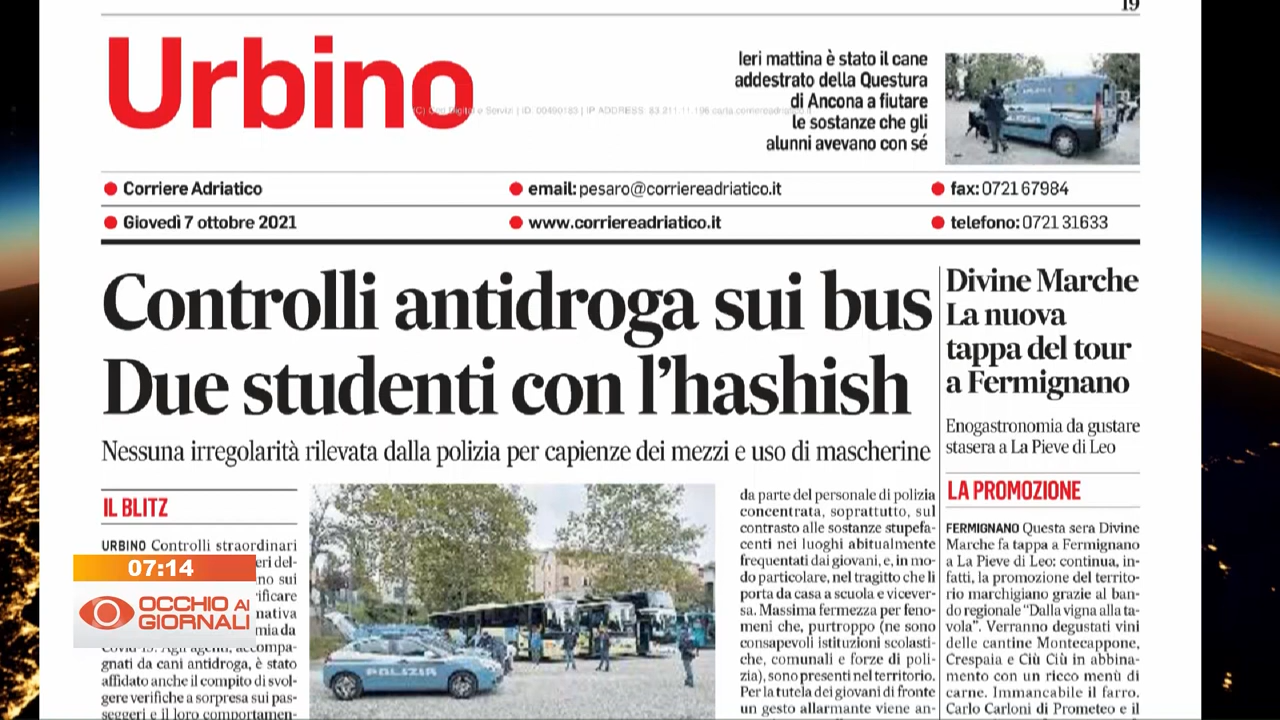 19
Urbino
Ieri mattina è stato il cane
addestrato della Questura
di Ancona a fiutare
le sostanze che gli
alunni avevano con sé
Corriere Adriatico
email: pesaro@corriereadriatico.it
fax: 0721 67984
Giovedì 7 ottobre 2021
www.corriereadriatico.it
telefono: 0721 31633
Controlli antidroga sui bus
Due studenti con l'hashish
Nessuna irregolarità rilevata dalla polizia per capienze dei mezzi e uso di mascherine
IL BLITZ
URBINO Controlli straordinari
eri del-
no sui
rificare
mativa
mia da
gnati da cani antidroga, è stato
affidato anche il compito di svol-
gere verifiche a sorpresa sui pas-
seggeri e il loro comportamen-
07:14
OCCHIO AI
GIORNALI
POLIZIA
da parte del personale di polizia
concentrata, soprattutto, sul
contrasto alle sostanze stupefa-
centi nei luoghi abitualmente
frequentati dai giovani, e, in mo-
do particolare, nel tragitto che li
porta da casa a scuola e vicever-
sa. Massima fermezza per feno-
meni che, purtroppo (ne sono
consapevoli istituzioni scolasti-
che, comunali e forze di poli-
zia), sono presenti nel territorio.
Per la tutela dei giovani di fronte
un gesto allarmante viene an-
Divine Marche
La nuova
tappa del tour
a Fermignano
Enogastronomia da gustare
stasera a La Pieve di Leo
LA PROMOZIONE
FERMIGNANO Questa sera Divine
Marche fa tappa a Fermignano
a La Pieve di Leo: continua, in-
fatti, la promozione del territo-
rio marchigiano grazie al ban-
do regionale "Dalla vigna alla ta-
vola". Verranno degustati vini
delle cantine Montecappone,
Crespaia e Ciù Ciù in abbina-
mento con un ricco menù di
carne. Immancabile il farro.
Carlo Carloni di Prometeo e il